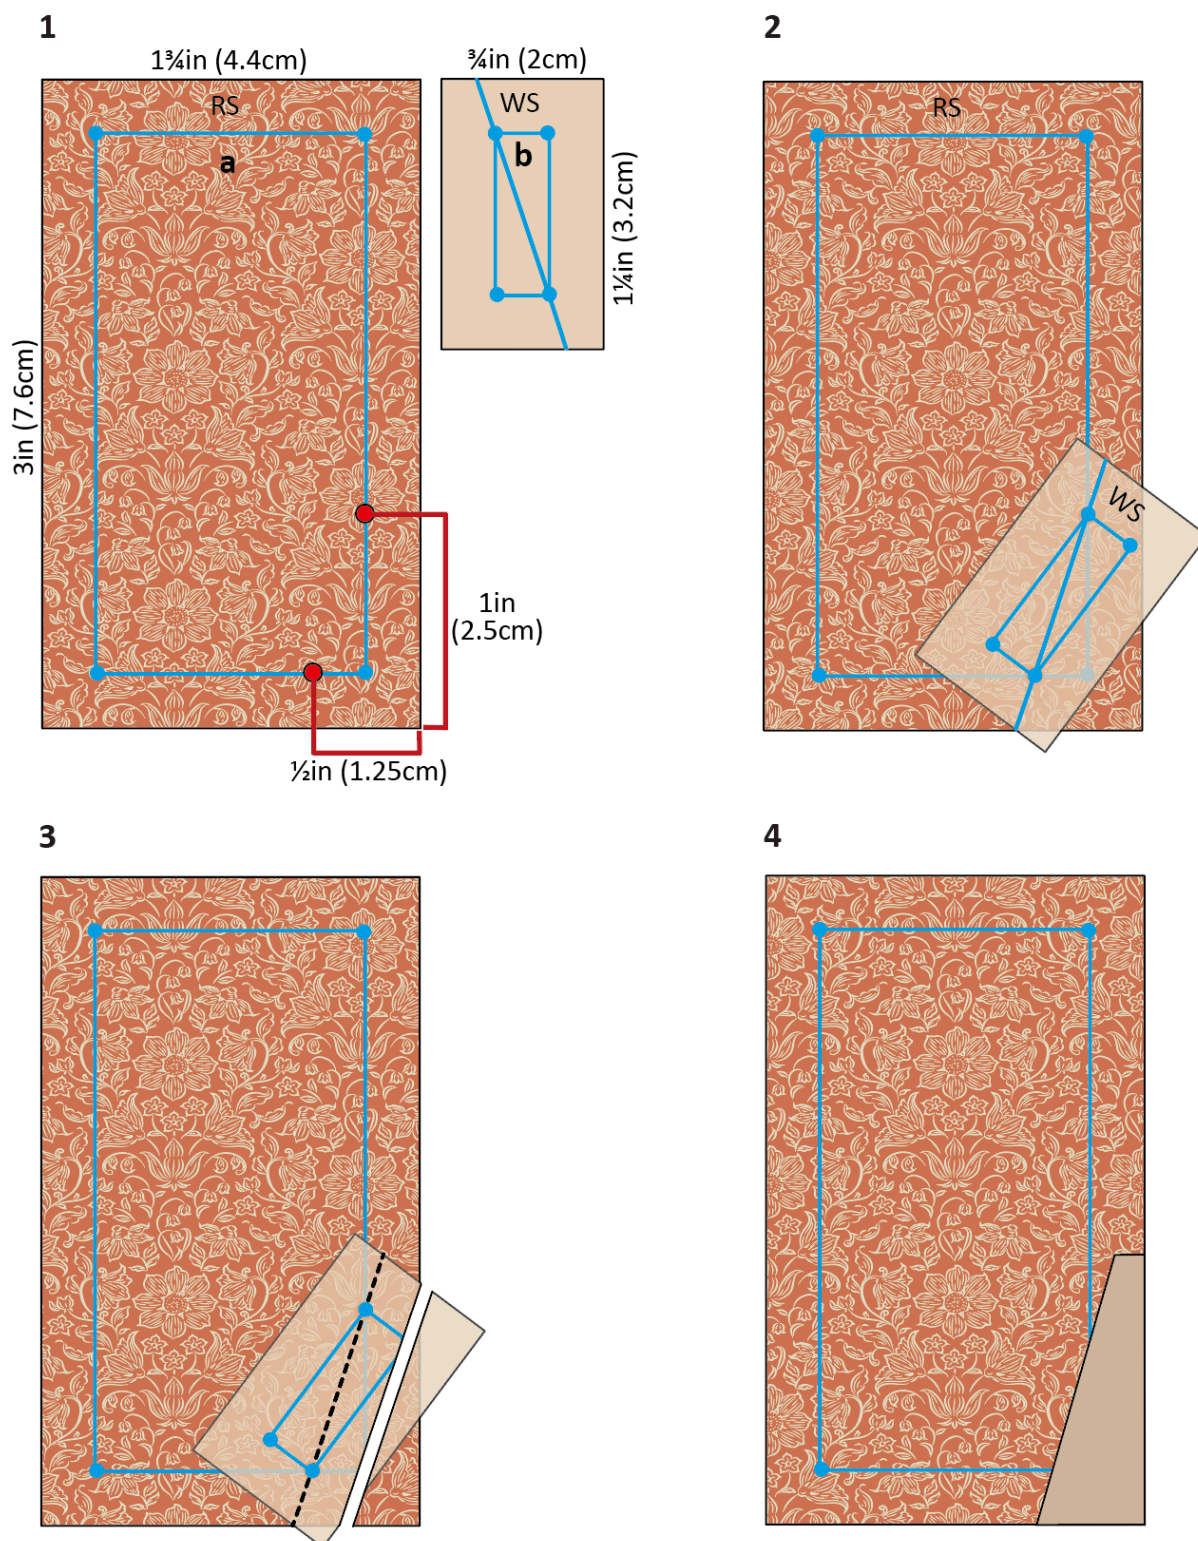 1
1¾in (4.4cm)
RS
a
3in (7.6cm)
1in
(2.5cm)
½in (1.25cm)
¾in (2cm)
WS
b
1¼in (3.2cm)
2
RS
WS
3
4